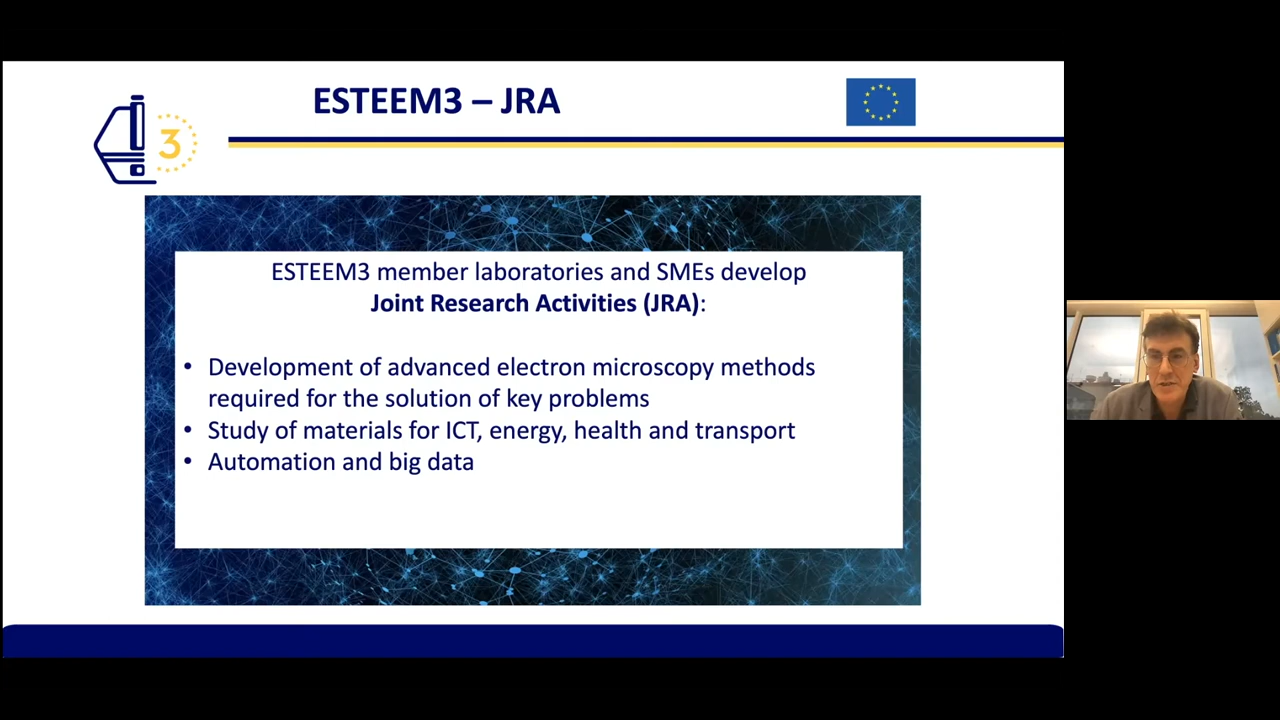 ESTEEM3 – JRA
3
ESTEEM3 member laboratories and SMEs develop
Joint Research Activities (JRA):
• Development of advanced electron microscopy methods
required for the solution of key problems
• Study of materials for ICT, energy, health and transport
• Automation and big data